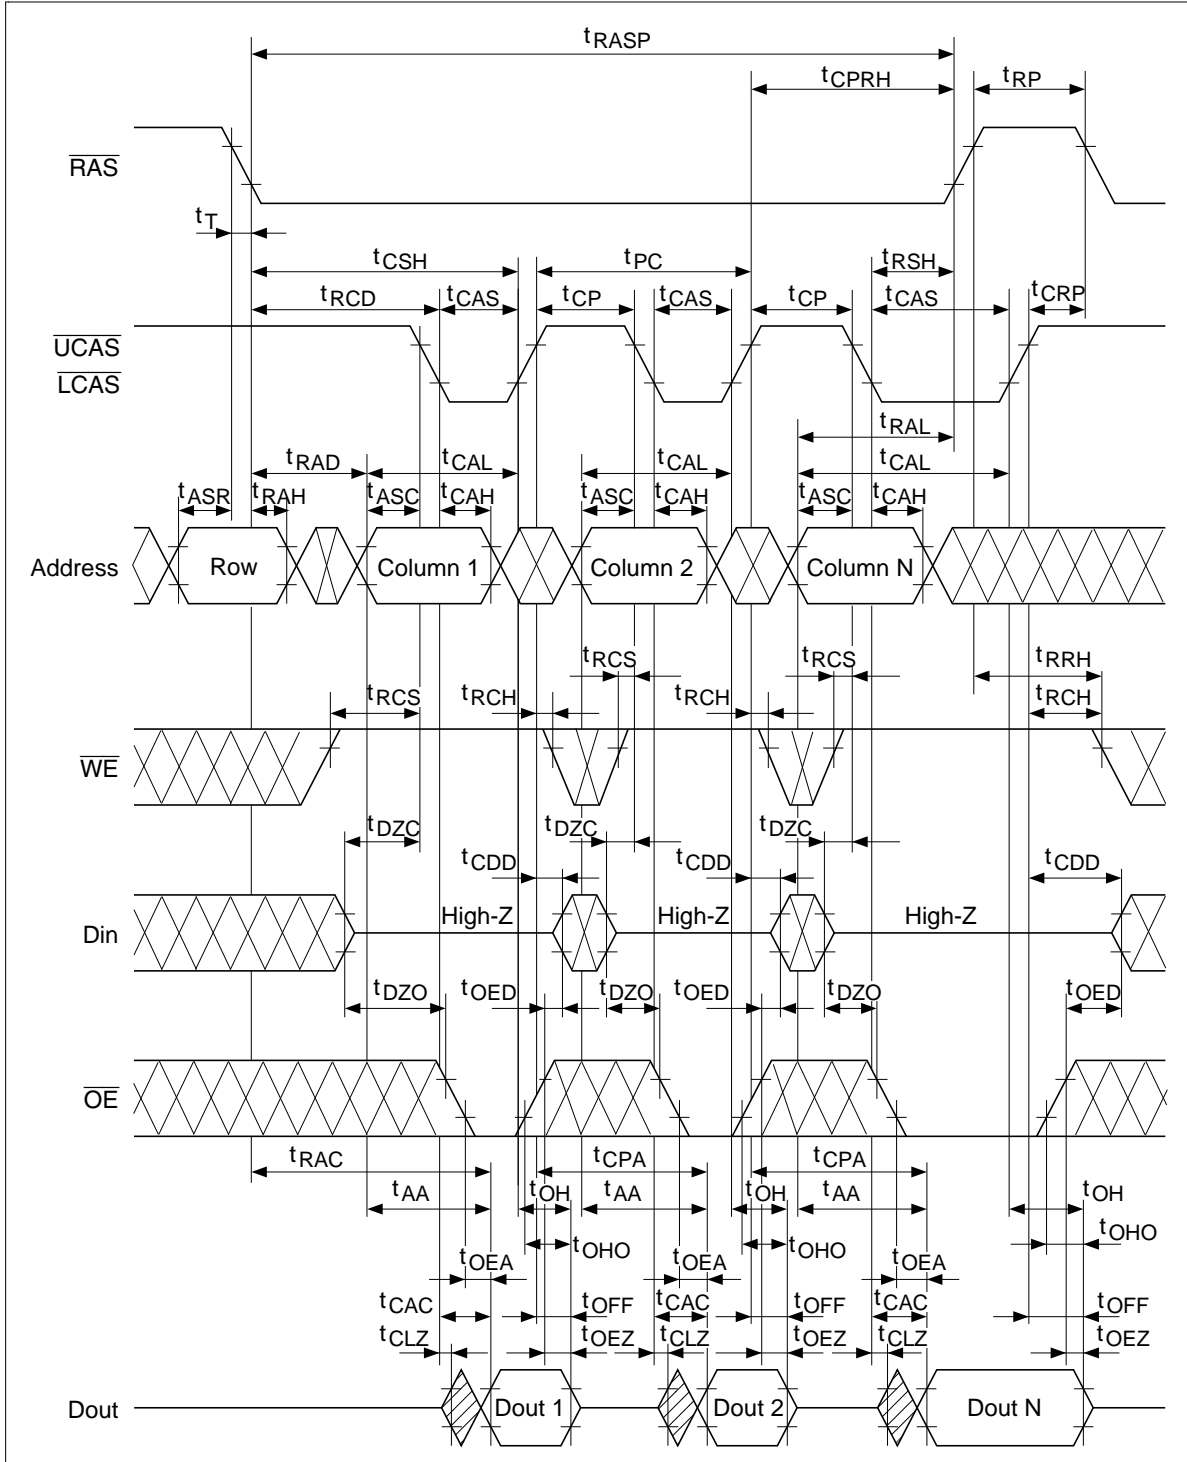 tRASP
tCPRH tRP
RAS
tT
tCSH tPC tRSH
tRCD tCAS tCP tCAS tCP tCAS tCRP
UCAS
LCAS
tRAL
tRAD tCAL tCAL tCAL
tASR tRAH tASC tCAH tASC tCAH tASC tCAH
Address Row Column 1 Column 2 Column N
tRCS tRCS tRRH
tRCS tRCH tRCH tRCH
WE
tDZC tDZC tDZC
tCDD tCDD tCDD
High-Z High-Z High-Z
Din
tDZO tOED tDZO tOED tDZO tOED
OE
tRAC tCPA tCPA
tAA tOH tAA tOH tAA tOH
tOHO tOHO tOHO
tOEA tOEA tOEA
tCAC tOFF tCAC tOFF tCAC tOFF
tCLZ tOEZ tCLZ tOEZ tCLZ tOEZ
Dout Dout 1 Dout 2 Dout N